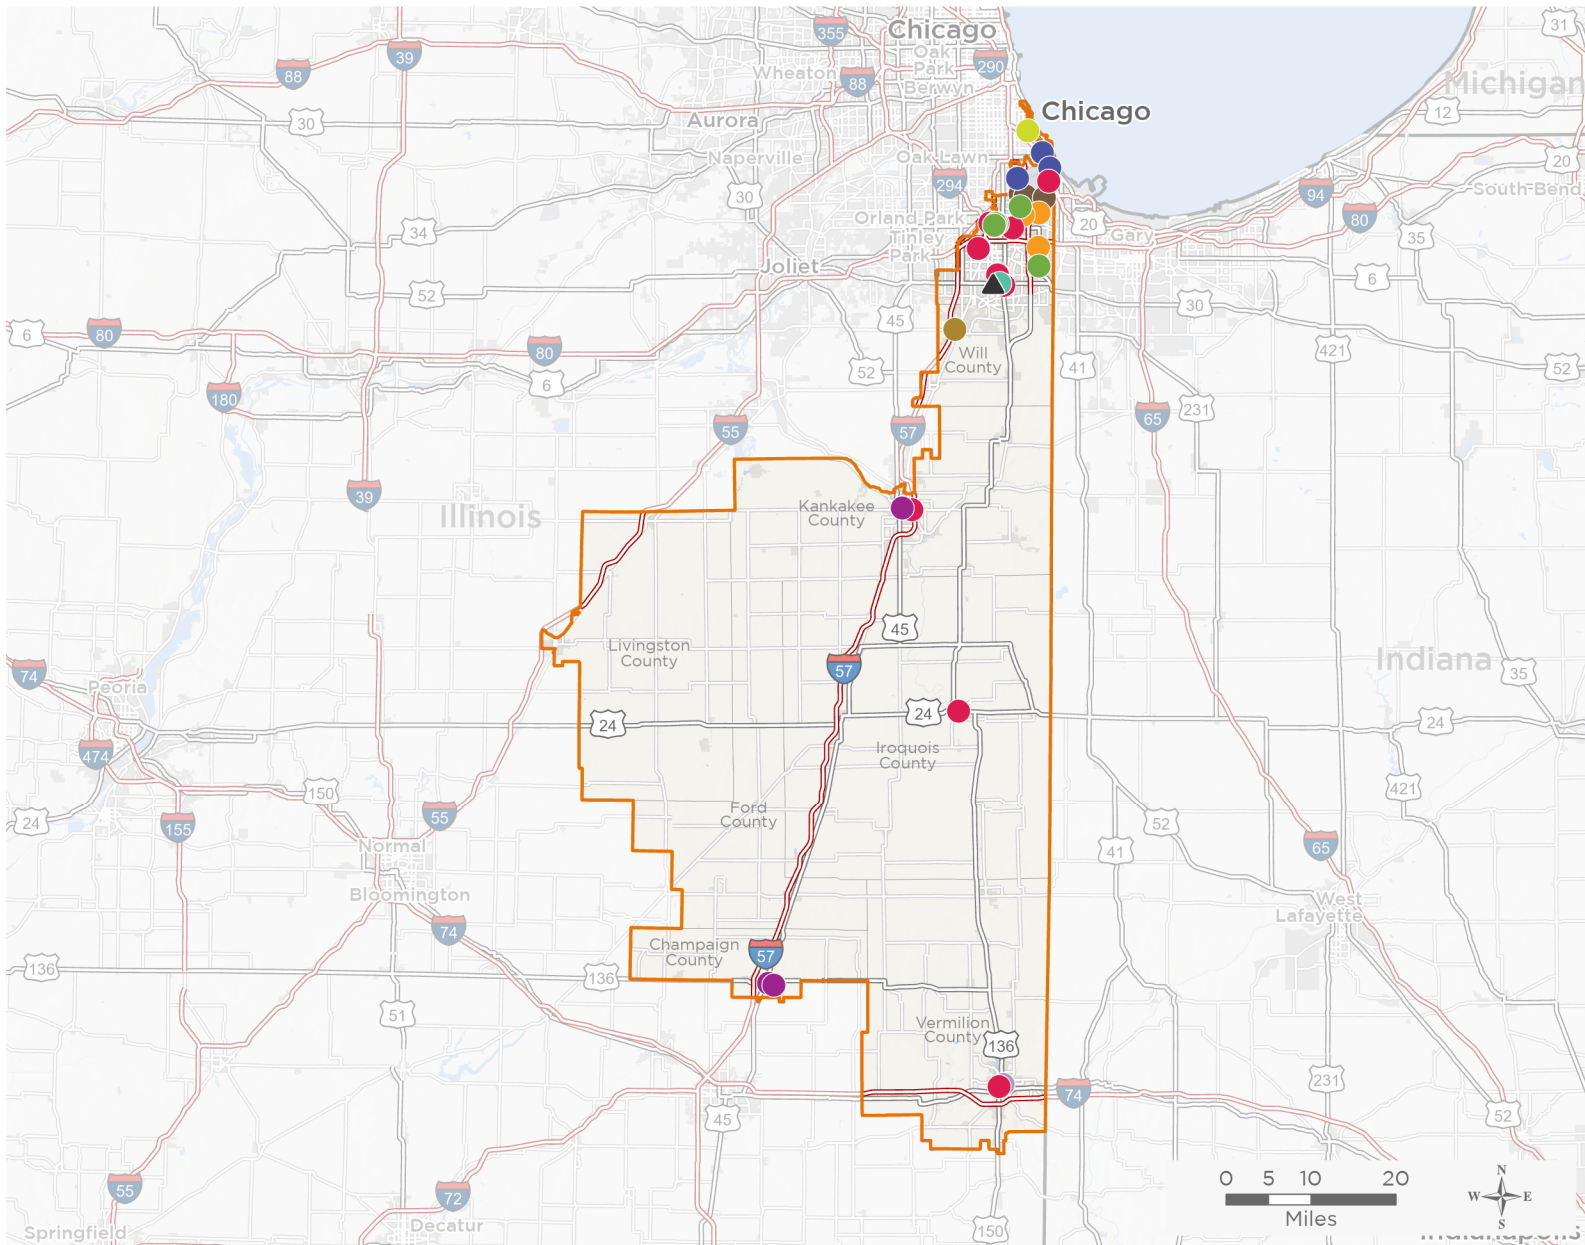 Chicago
355
31
39
Oak
Park
290
Wheaton
88
88
Michigan
Berwyn
Chicago
12
30
Aurora
Naperville
Oak Lawn
20
294
South Bend
30
94
Orland Park
80
34
Tinley
Park
20
Gary
35
Joliet
6
52
30
45
6
80
80
421
Will
County
52
41
52
6
180
231
65
55
57
39
Illinois
Kankakee
County
45
Livingston
County
Indiana
57
74
35
Peoria
24
24
24
474
Iroquois
County
150
421
Ford
County
55
24
155
52
Normal
41
65
Bloomington
West
Lafayette
74
Champaign
County
57
136
136
51
Vermilion
County
136
231
74
45
52
55
72
0 5 10 20
Miles
N
W E
S
Springfield
Decatur
150
Indianapolis